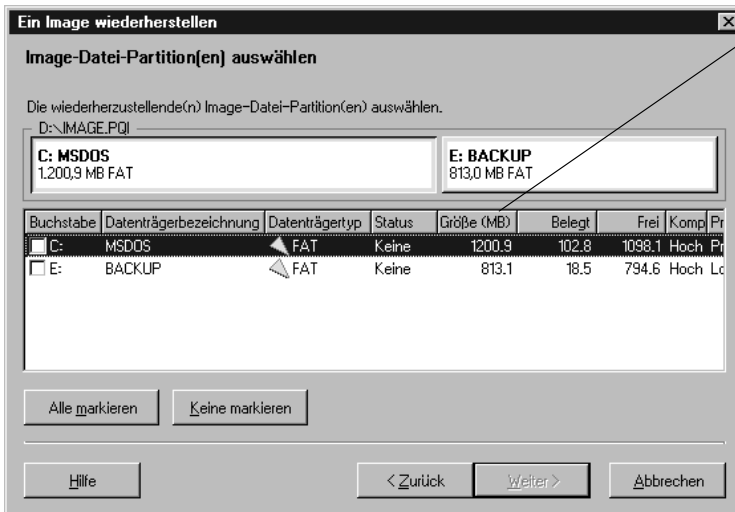 Ein Image wiederherstellen
Image-Datei-Partition(en) auswählen
Die wiederherzustellende(n) Image-Datei-Partition(en) auswählen.
D:\IMAGE.PQI
C: MSDOS
1.200,9 MB FAT
E: BACKUP
813,0 MB FAT
Buchstabe Datenträgerbezeichnung Datenträgertyp Status Größe (MB) Belegt Frei Komp Pr
C: MSDOS FAT Keine 1200.9 102.8 1098.1 Hoch Pr
E: BACKUP FAT Keine 813.1 18.5 794.6 Hoch Lo
Alle markieren Keine markieren
Hilfe < Zurück Weiter > Abbrechen